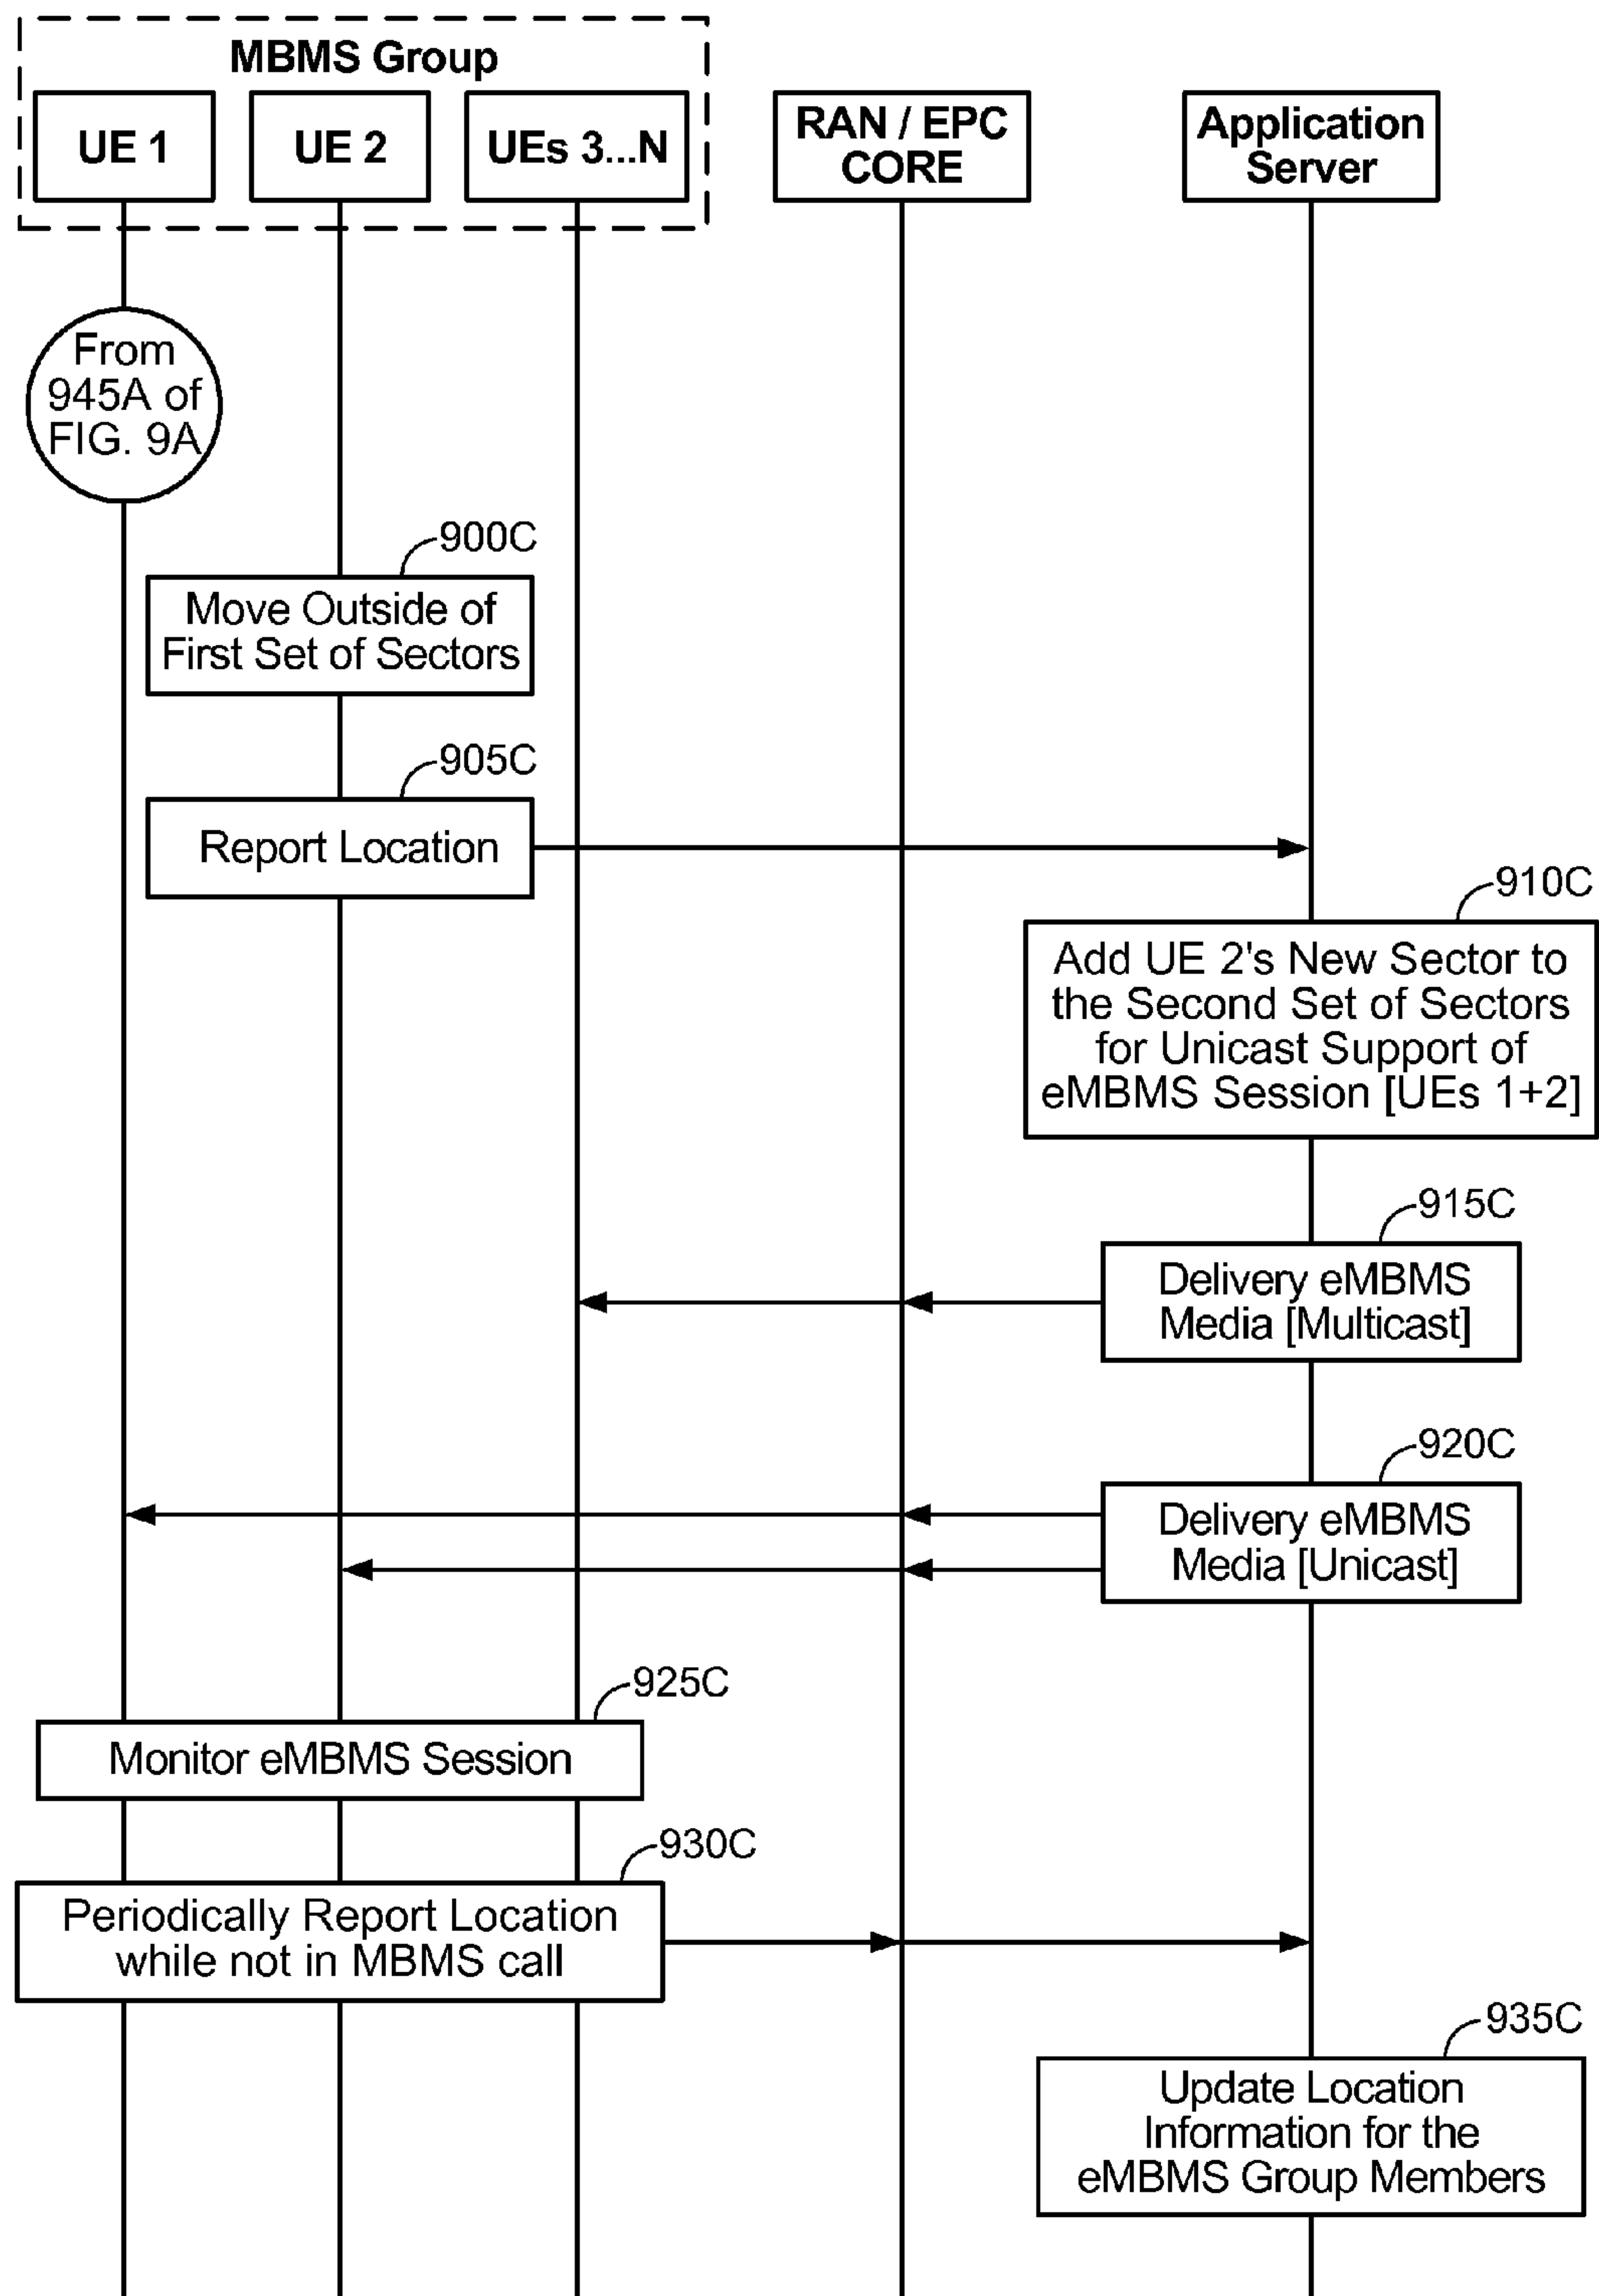 MBMS Group
UE 1
UE 2
UEs 3...N
RAN / EPC
CORE
Application
Server
From
945A of
FIG. 9A
900C
Move Outside of
First Set of Sectors
905C
Report Location
910C
Add UE 2's New Sector to
the Second Set of Sectors
for Unicast Support of
eMBMS Session [UEs 1+2]
915C
Delivery eMBMS
Media [Multicast]
920C
Delivery eMBMS
Media [Unicast]
925C
Monitor eMBMS Session
930C
Periodically Report Location
while not in MBMS call
935C
Update Location
Information for the
eMBMS Group Members